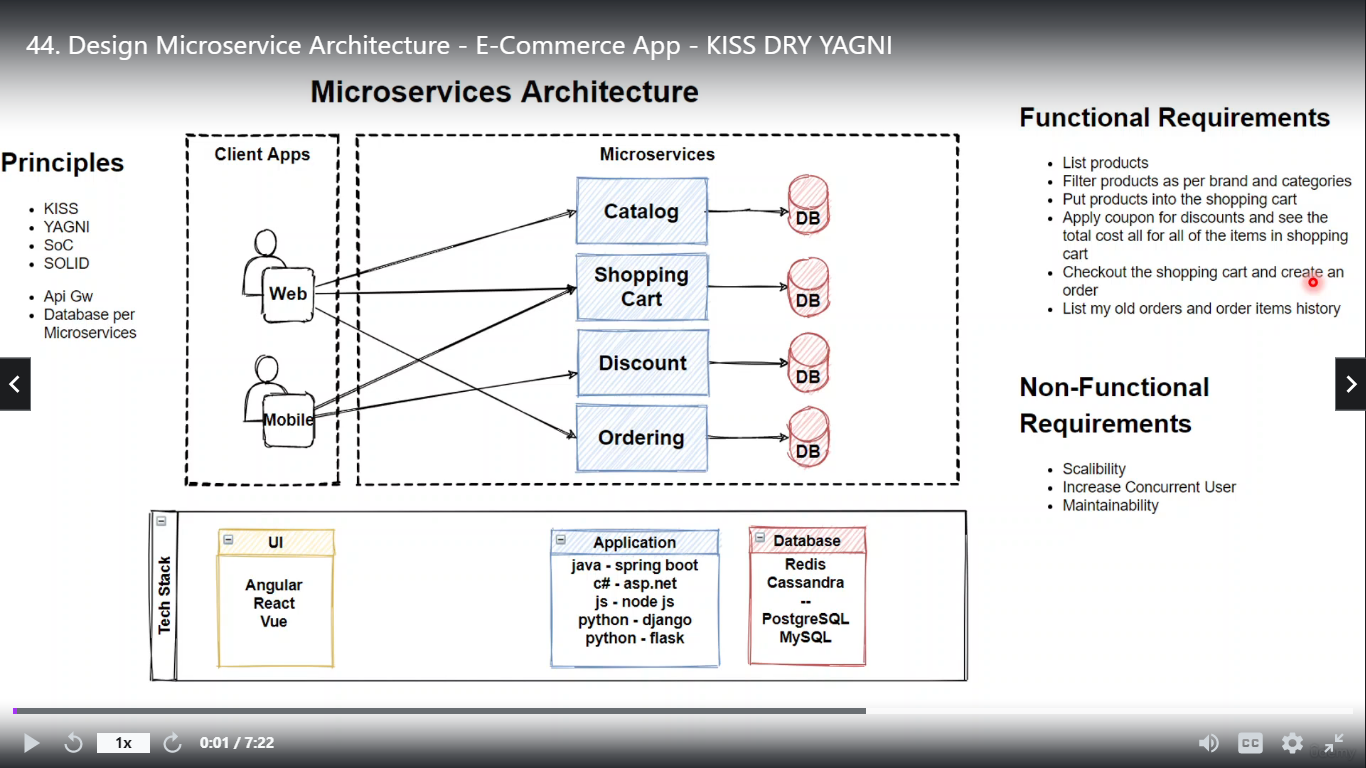 44. Design Microservice Architecture - E-Commerce App - KISS DRY YAGNI
Microservices Architecture
Principles
KISS
YAGNI
SoC
SOLID
Api Gw
Database per
Microservices
Client Apps
Web
Mobile
Microservices
Catalog
DB
Shopping
Cart
DB
Discount
DB
Ordering
DB
Functional Requirements
List products
Filter products as per brand and categories
Put products into the shopping cart
Apply coupon for discounts and see the
total cost all for all of the items in shopping
cart
Checkout the shopping cart and create an
order
List my old orders and order items history
Non-Functional
Requirements
Scalibility
Increase Concurrent User
Maintainability
Tech Stack
UI
Angular
React
Vue
Application
java - spring boot
c# - asp.net
js - node js
python - django
python - flask
Database
Redis
Cassandra
--
PostgreSQL
MySQL
1x
0:01 / 7:22
CC